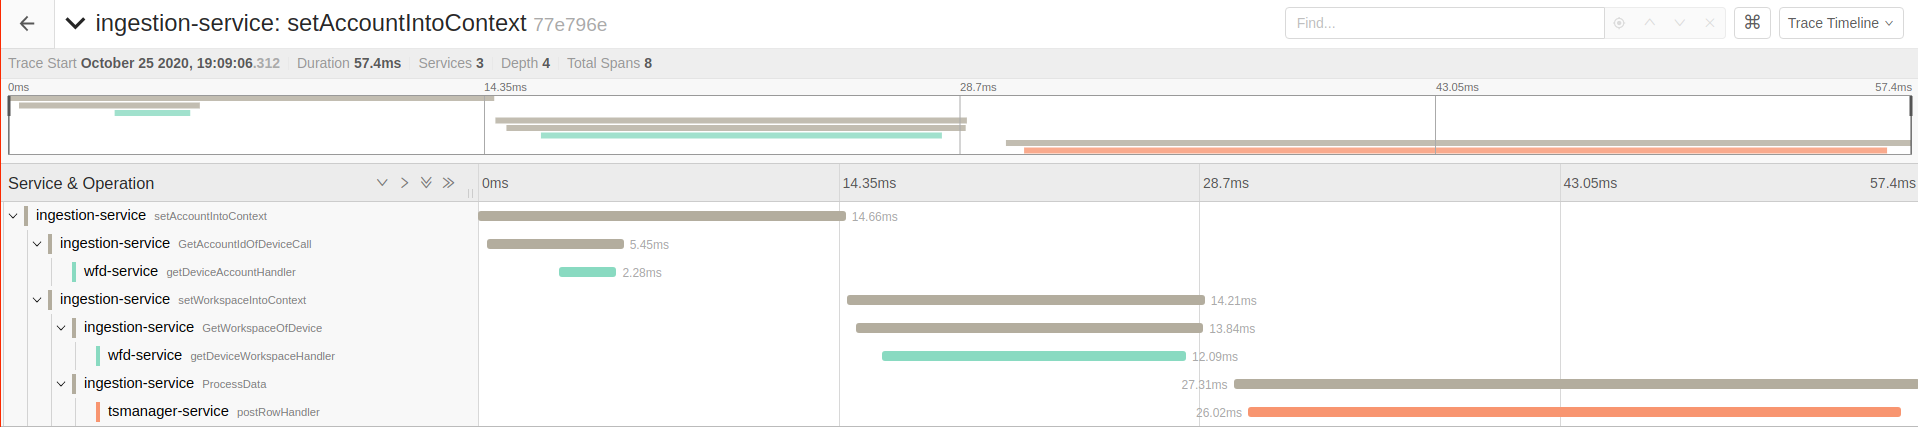 ingestion-service: setAccountIntoContext 77e796e Find... ⌘ Trace Timeline
Trace Start October 25 2020, 19:09:06.312 Duration 57.4ms Services 3 Depth 4 Total Spans 8
0ms 14.35ms 28.7ms 43.05ms 57.4ms
Service & Operation 0ms 14.35ms 28.7ms 43.05ms 57.4ms
ingestion-service setAccountIntoContext 14.66ms
ingestion-service GetAccountIdOfDeviceCall 5.45ms
wfd-service getDeviceAccountHandler 2.28ms
ingestion-service setWorkspaceIntoContext 14.21ms
ingestion-service GetWorkspaceOfDevice 13.84ms
wfd-service getDeviceWorkspaceHandler 12.09ms
ingestion-service ProcessData 27.31ms
tsmanager-service postRowHandler 26.02ms